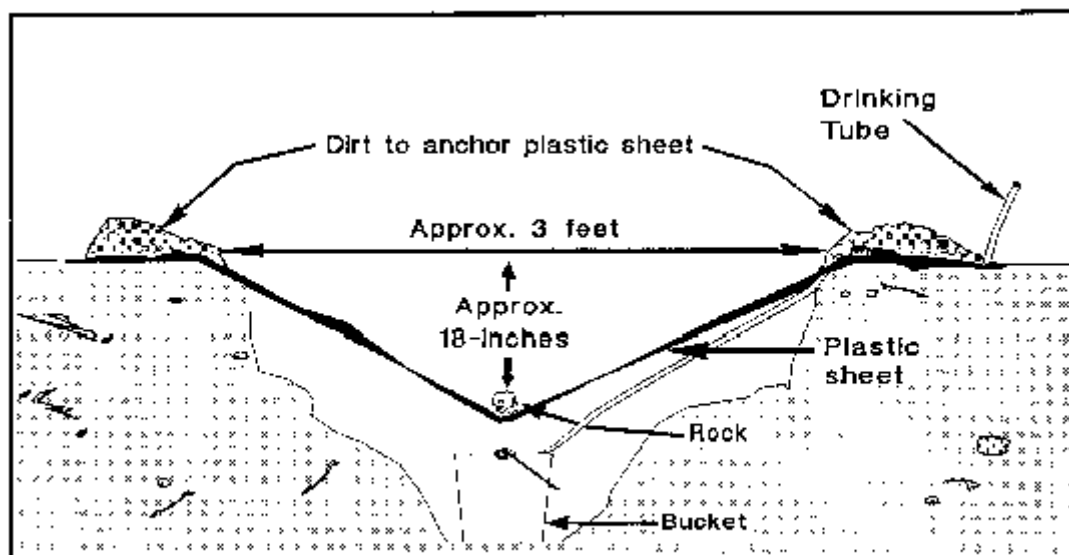 Drinking
Tube
Dirt to anchor plastic sheet
Approx. 3 feet
Approx.
18-inches
Plastic
sheet
Rock
Bucket